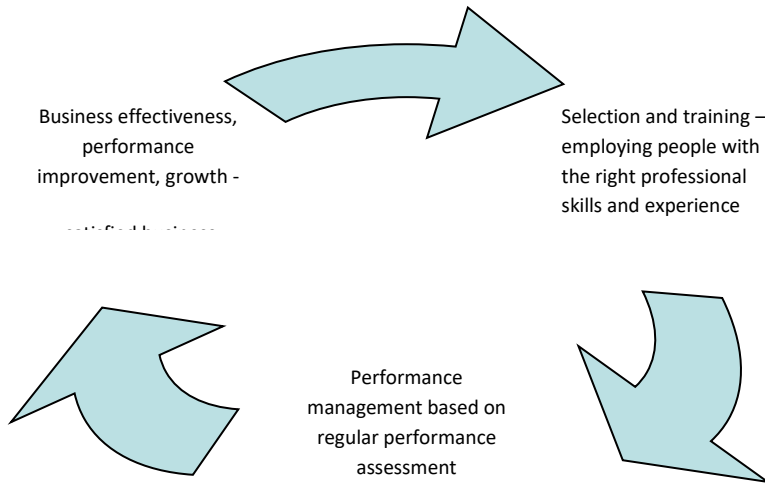 Business effectiveness,
performance
improvement, growth -
Selection and training –
employing people with
the right professional
skills and experience
Performance
management based on
regular performance
assessment